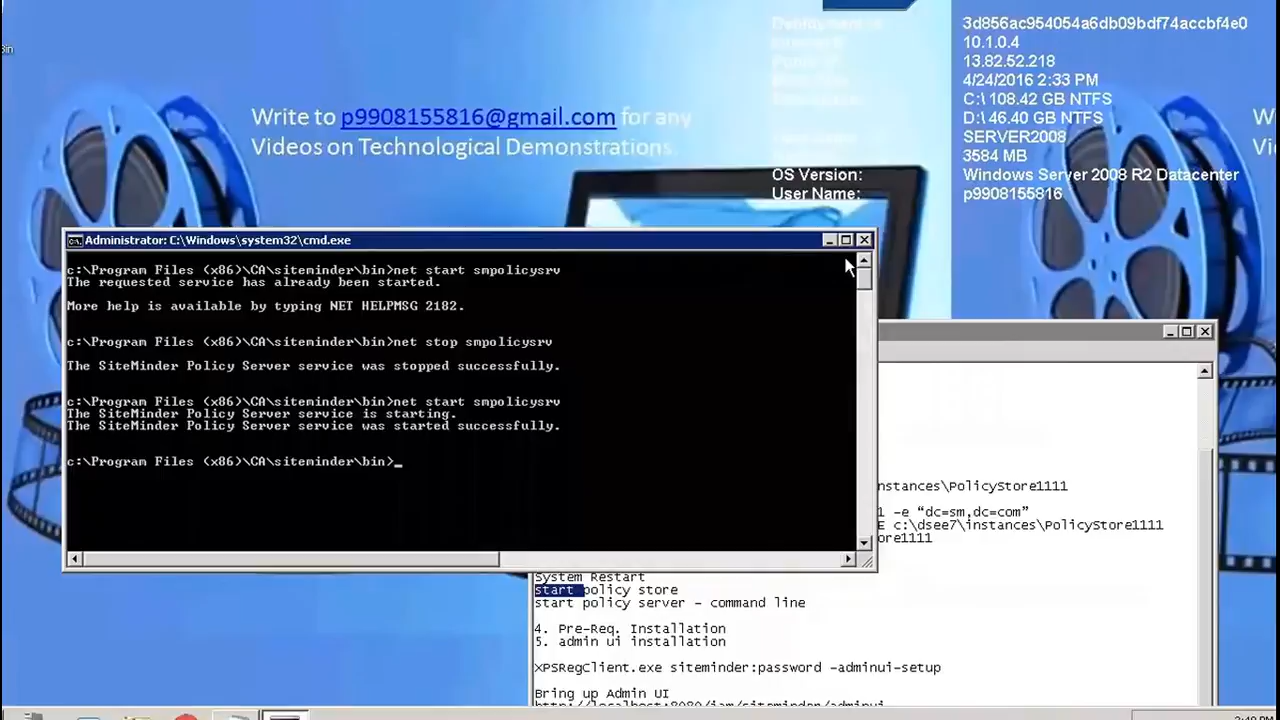 3d856ac954054a6db09bdf74accbf4e0
10.1.0.4
13.82.52.218
4/24/2016 2:33 PM
C:\ 108.42 GB NTFS
D:\ 46.40 GB NTFS
SERVER2008
3584 MB
OS Version: Windows Server 2008 R2 Datacenter
User Name: p9908155816
Write to p9908155816@gmail.com for any
Videos on Technological Demonstrations.
Administrator: C:\Windows\system32\cmd.exe
c:\Program Files (x86)\CA\siteminder\bin>net start smpolicysrv
The requested service has already been started.
More help is available by typing NET HELPMSG 2182.
c:\Program Files (x86)\CA\siteminder\bin>net stop smpolicysrv
The SiteMinder Policy Server service was stopped successfully.
c:\Program Files (x86)\CA\siteminder\bin>net start smpolicysrv
The SiteMinder Policy Server service is starting.
The SiteMinder Policy Server service was started successfully.
c:\Program Files (x86)\CA\siteminder\bin>_
nstances\PolicyStore1111
1 -e “dc=sm,dc=com”
E c:\dsee7\instances\PolicyStore1111
ore1111
System Restart
start policy store
start policy server - command line
4. Pre-Req. Installation
5. admin ui installation
XPSRegClient.exe siteminder:password -adminui-setup
Bring up Admin UI